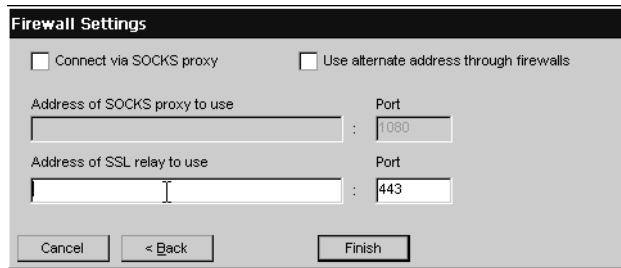 Firewall Settings
Connect via SOCKS proxy Use alternate address through firewalls
Address of SOCKS proxy to use Port
: 1080
Address of SSL relay to use Port
: 443
Cancel < Back Finish